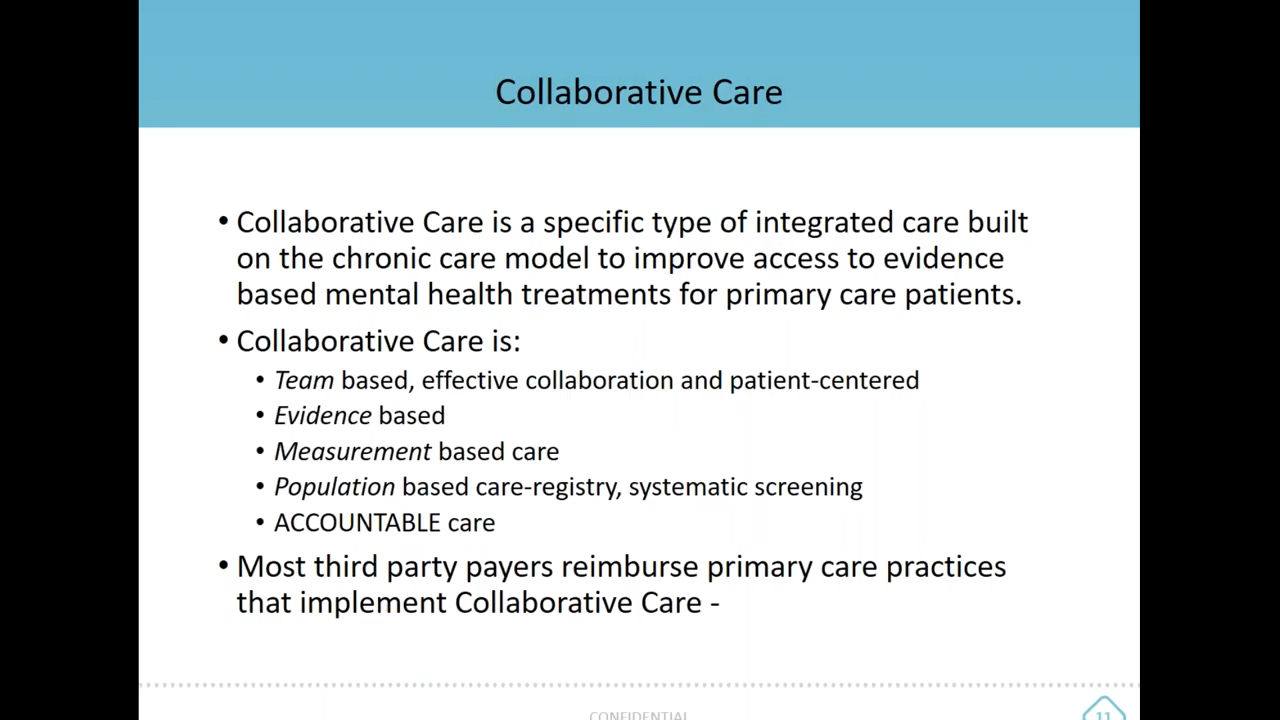 Collaborative Care
• Collaborative Care is a specific type of integrated care built
on the chronic care model to improve access to evidence
based mental health treatments for primary care patients.
• Collaborative Care is:
• Team based, effective collaboration and patient-centered
• Evidence based
• Measurement based care
• Population based care-registry, systematic screening
• ACCOUNTABLE care
• Most third party payers reimburse primary care practices
that implement Collaborative Care -
CONFIDENTIAL
11